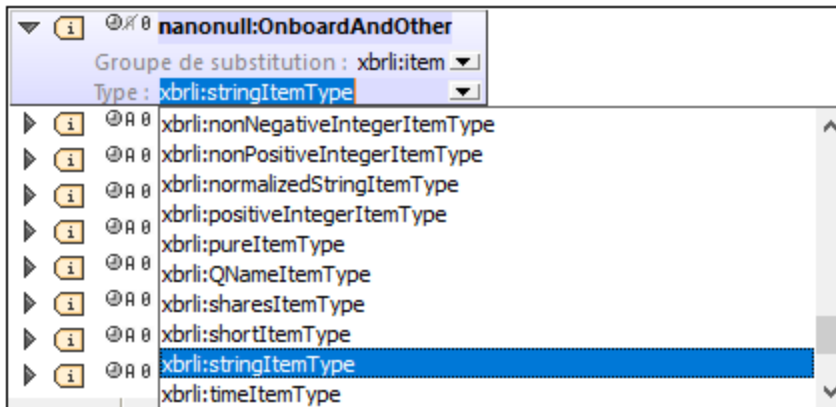 nanonull:OnboardAndOther
Groupe de substitution : xbrli:item
Type : xbrli:stringItemType
xbrli:nonNegativeIntegerItemType
xbrli:nonPositiveIntegerItemType
xbrli:normalizedStringItemType
xbrli:positiveIntegerItemType
xbrli:pureItemType
xbrli:QNameItemType
xbrli:sharesItemType
xbrli:shortItemType
xbrli:stringItemType
xbrli:timeItemType